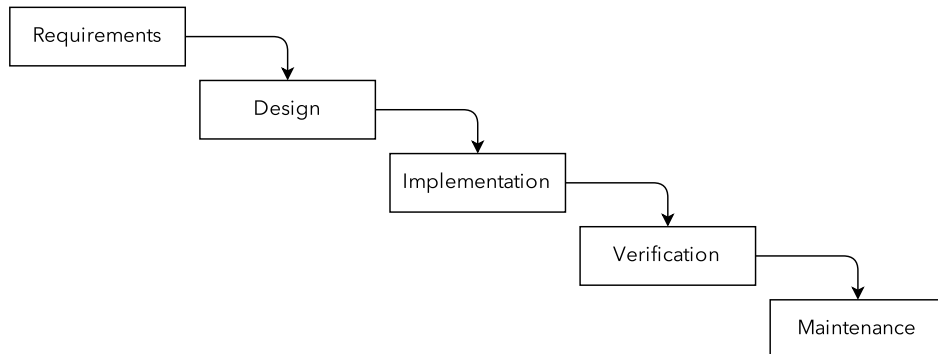 Requirements
Design
Implementation
Verification
Maintenance